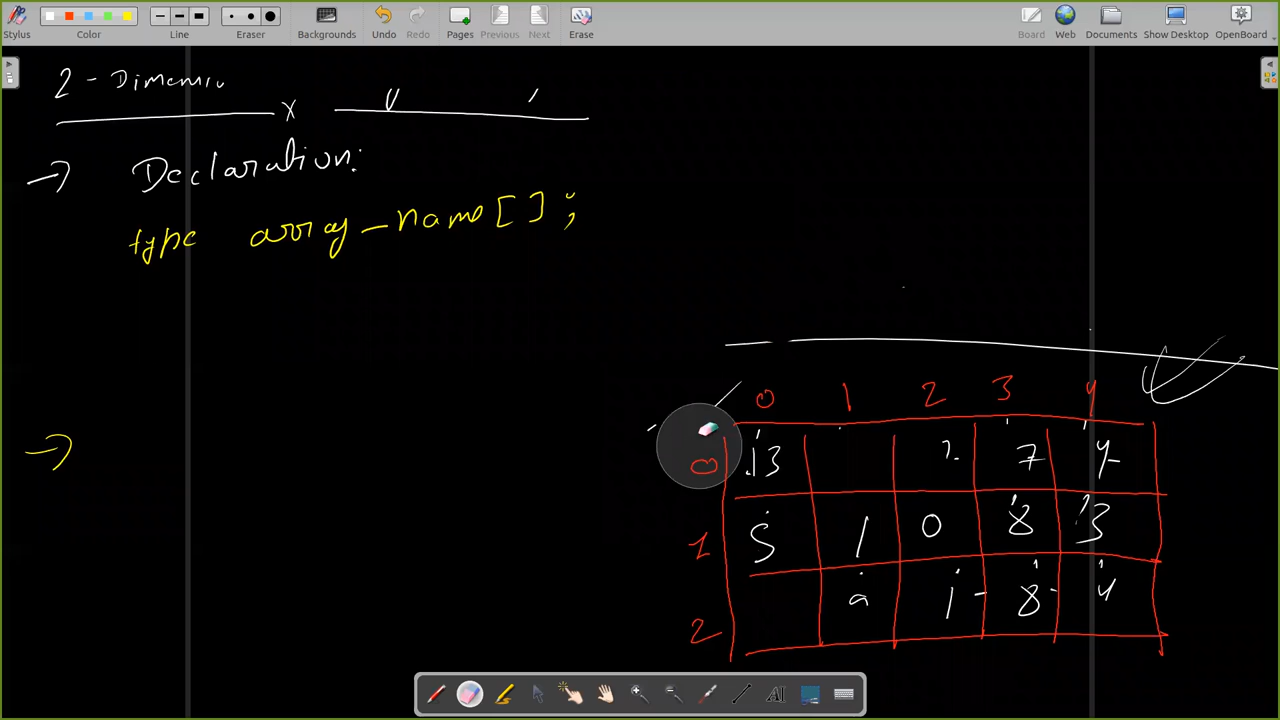 Stylus Color Line Eraser Backgrounds Undo Redo Pages Previous Next Erase Board Web Documents Show Desktop OpenBoard
2 - Dimensi
x
→ Declaration:
type array_name[];
→
0 1 2 3 4
0 13 7 4
1 5 1 0 8 3
2 1 8 4
AI